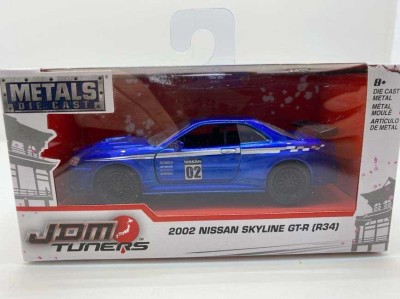 METALS
DIE CAST
8+
DIE CAST
METAL
MÉTAL
MOULÉ
ARTÍCULO
DE METAL
NISSAN
02
JDM
TUNERS
2002 NISSAN SKYLINE GT-R (R34)